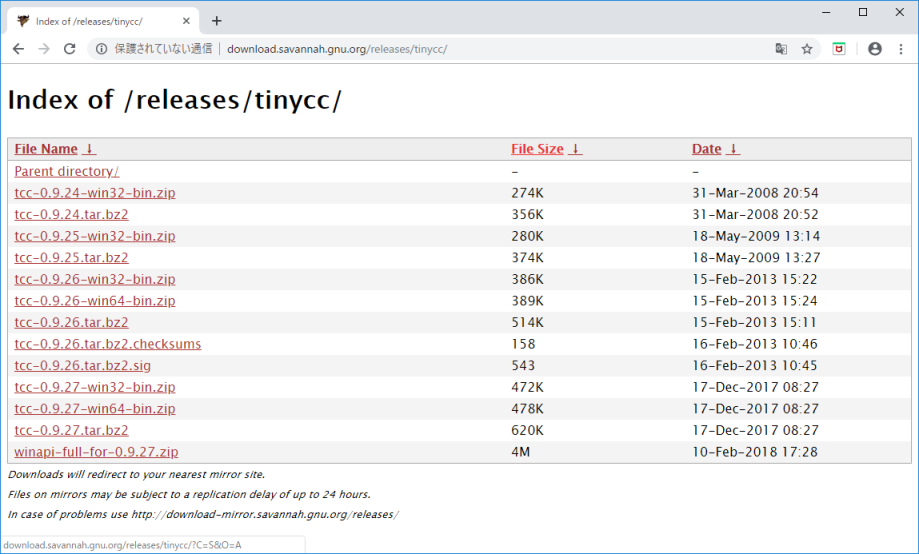 Index of /releases/tinycc/
保護されていない通信 download.savannah.gnu.org/releases/tinycc/
Index of /releases/tinycc/
File Name ↓ File Size ↓ Date ↓
Parent directory/ - -
tcc-0.9.24-win32-bin.zip 274K 31-Mar-2008 20:54
tcc-0.9.24.tar.bz2 356K 31-Mar-2008 20:52
tcc-0.9.25-win32-bin.zip 280K 18-May-2009 13:14
tcc-0.9.25.tar.bz2 374K 18-May-2009 13:27
tcc-0.9.26-win32-bin.zip 386K 15-Feb-2013 15:22
tcc-0.9.26-win64-bin.zip 389K 15-Feb-2013 15:24
tcc-0.9.26.tar.bz2 514K 15-Feb-2013 15:11
tcc-0.9.26.tar.bz2.checksums 158 16-Feb-2013 10:46
tcc-0.9.26.tar.bz2.sig 543 16-Feb-2013 10:45
tcc-0.9.27-win32-bin.zip 472K 17-Dec-2017 08:27
tcc-0.9.27-win64-bin.zip 478K 17-Dec-2017 08:27
tcc-0.9.27.tar.bz2 620K 17-Dec-2017 08:27
winapi-full-for-0.9.27.zip 4M 10-Feb-2018 17:28
Downloads will redirect to your nearest mirror site.
Files on mirrors may be subject to a replication delay of up to 24 hours.
In case of problems use http://download-mirror.savannah.gnu.org/releases/
download.savannah.gnu.org/releases/tinycc/?C=S&O=A